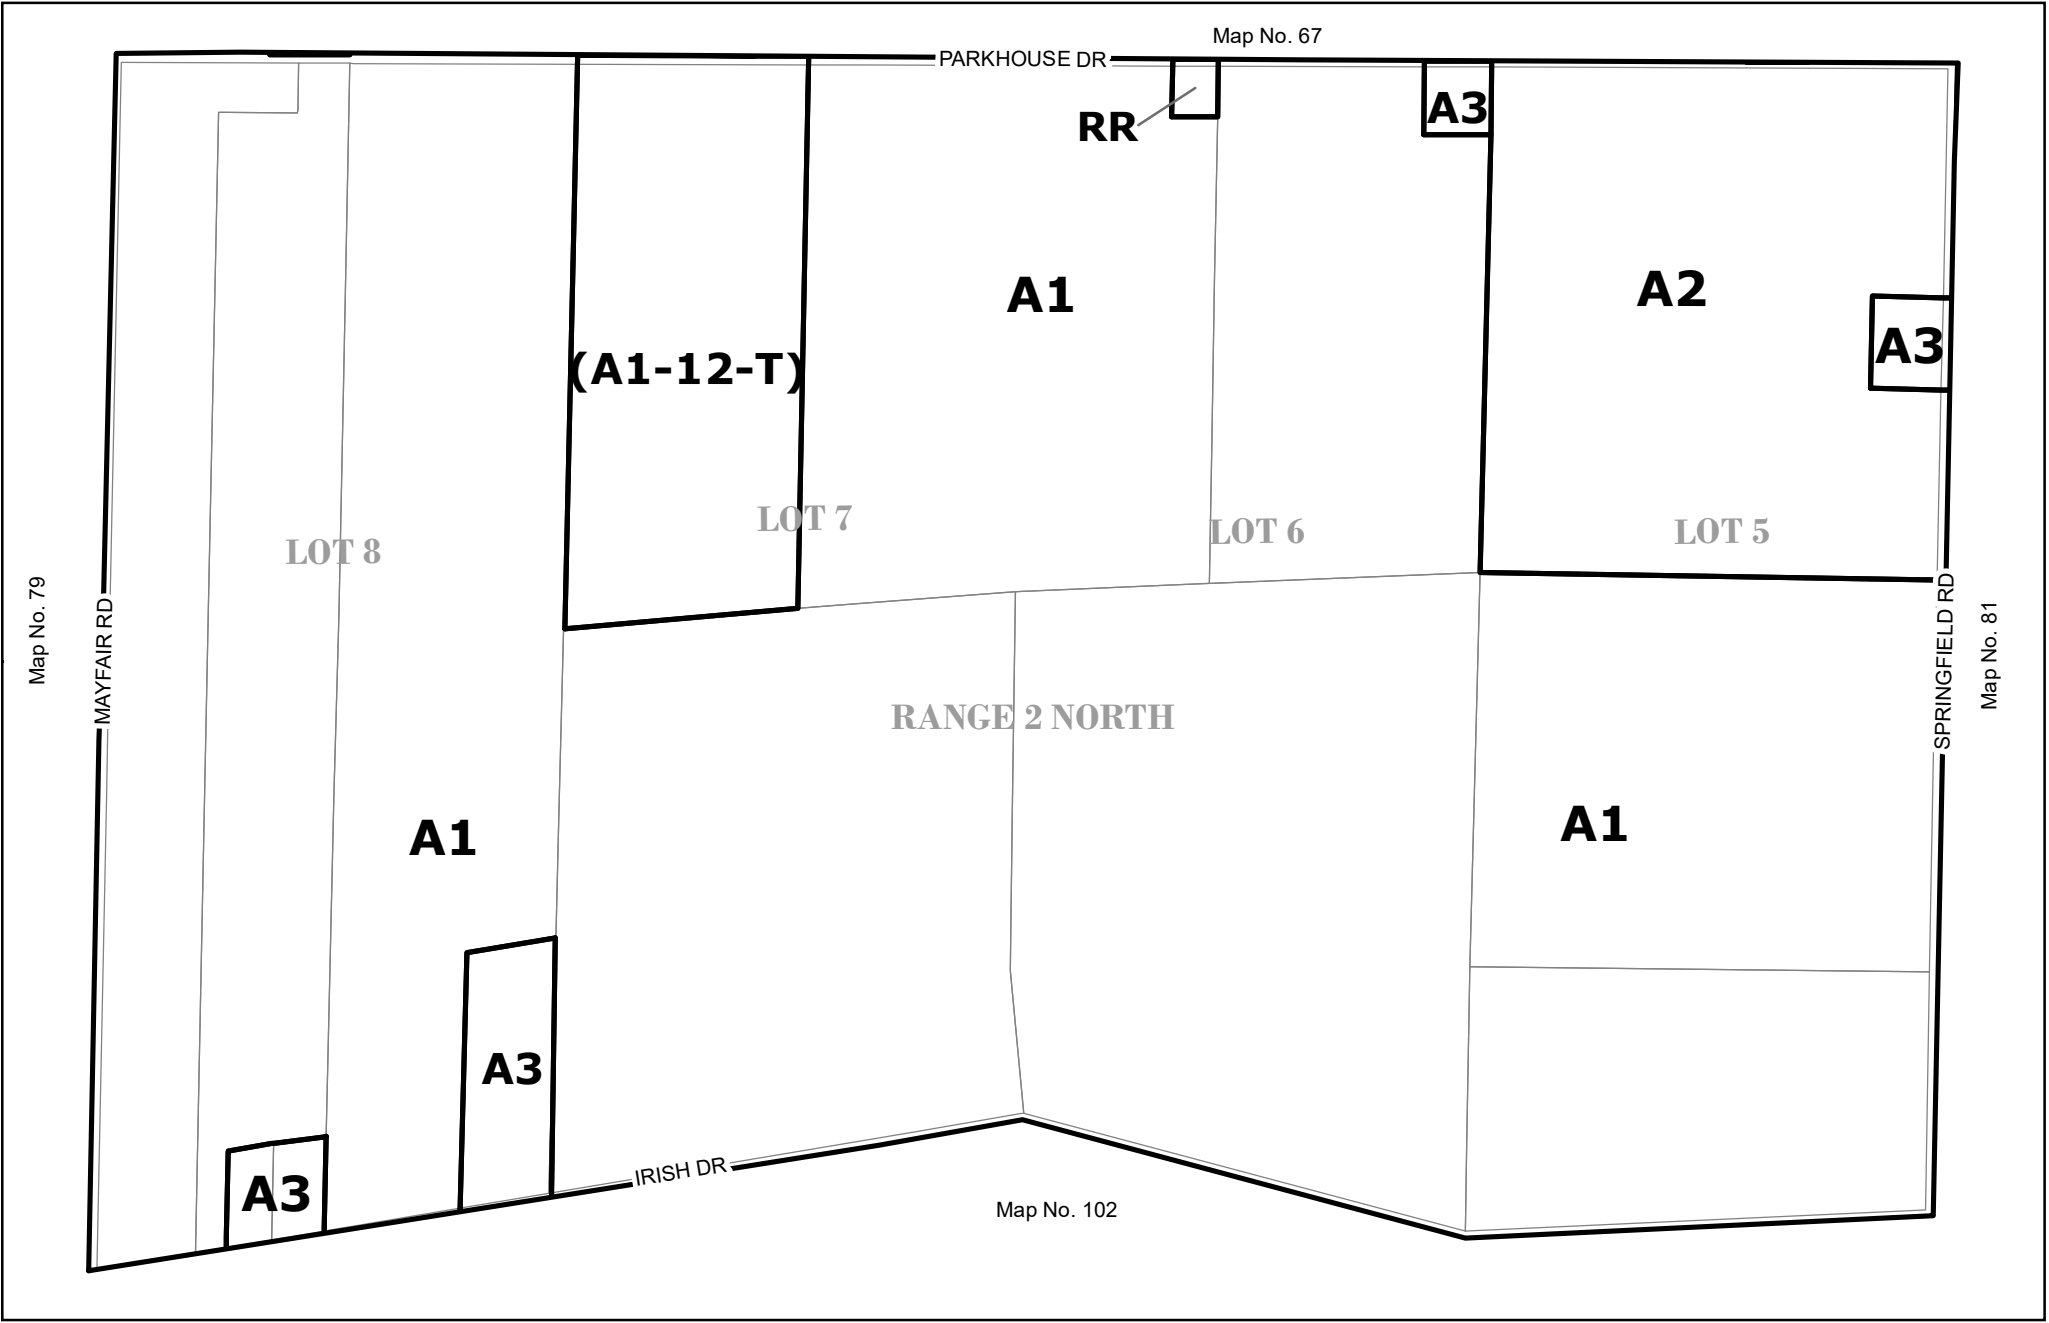 Map No. 67
PARKHOUSE DR
RR
A3
A1
A2
A3
(A1-12-T)
LOT 7
LOT 6
LOT 5
LOT 8
Map No. 79
MAYFAIR RD
SPRINGFIELD RD
Map No. 81
RANGE 2 NORTH
A1
A1
A3
A3
IRISH DR
Map No. 102